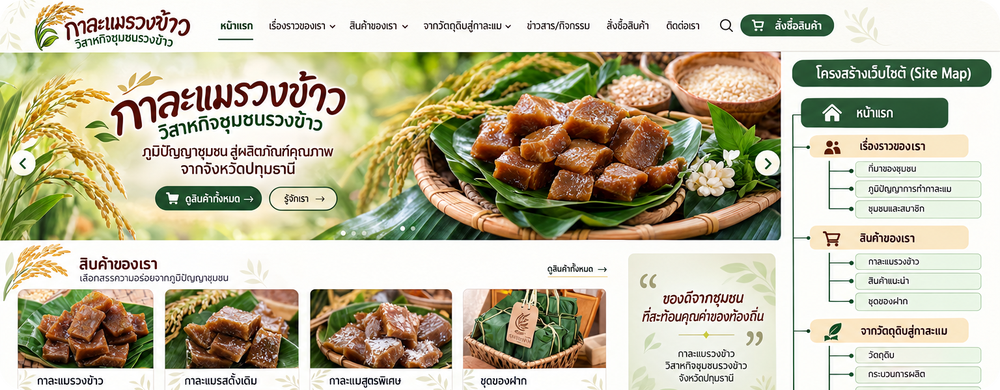 กาละแมรวงข้าว
วิสาหกิจชุมชนรวงข้าว
หน้าแรก
เรื่องราวของเรา
สินค้าของเรา
จากวัตถุดิบสู่กาละแม
ข่าวสาร/กิจกรรม
สั่งซื้อสินค้า
ติดต่อเรา
สั่งซื้อสินค้า
กาละแมรวงข้าว
วิสาหกิจชุมชนรวงข้าว
ภูมิปัญญาชุมชน สู่ผลิตภัณฑ์คุณภาพ
จากจังหวัดปทุมธานี
ดูสินค้าทั้งหมด →
รู้จักเรา →
สินค้าของเรา
เลือกสรรความอร่อยจากภูมิปัญญาชุมชน
ดูสินค้าทั้งหมด →
กาละแมรวงข้าว
กาละแมรสดั้งเดิม
กาละแมสูตรพิเศษ
ชุดของฝาก
“ ของดีจากชุมชน
ที่สะท้อนคุณค่าของท้องถิ่น ”
กาละแมรวงข้าว
วิสาหกิจชุมชนรวงข้าว
จังหวัดปทุมธานี
โครงสร้างเว็บไซต์ (Site Map)
หน้าแรก
เรื่องราวของเรา
ที่มาของชุมชน
ภูมิปัญญาการทำกาละแม
ชุมชนและสมาชิก
สินค้าของเรา
กาละแมรวงข้าว
สินค้าแนะนำ
ชุดของฝาก
จากวัตถุดิบสู่กาละแม
วัตถุดิบ
กระบวนการผลิต